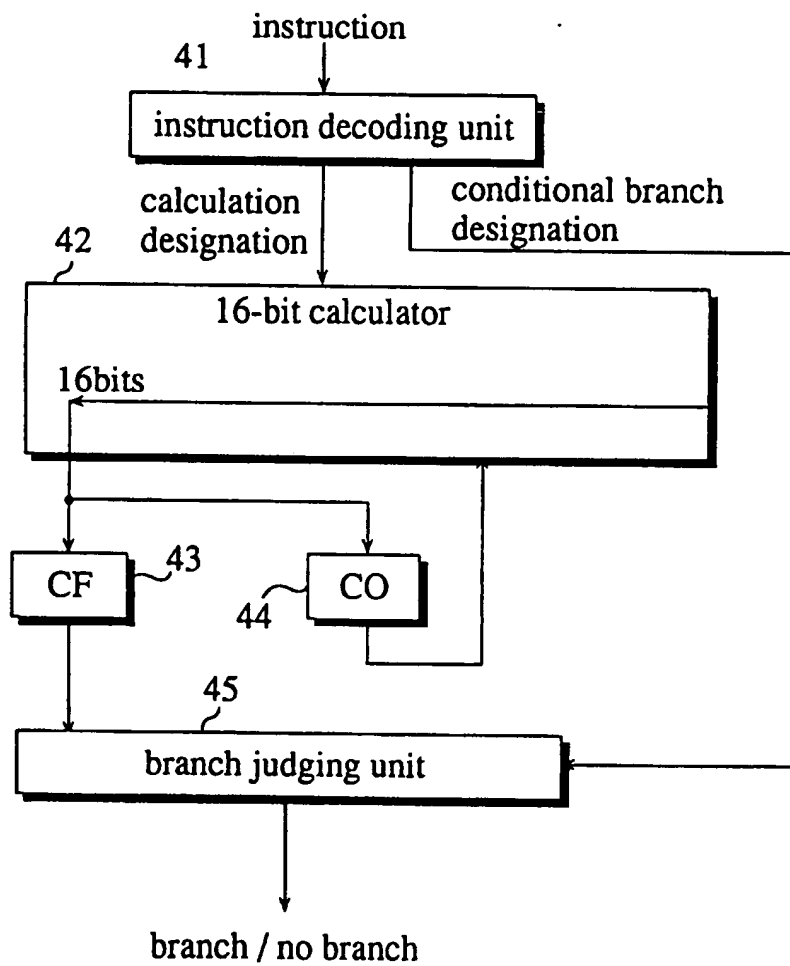 instruction
41
instruction decoding unit
calculation
designation
conditional branch
designation
42
16-bit calculator
16bits
CF
43
44
CO
45
branch judging unit
branch / no branch